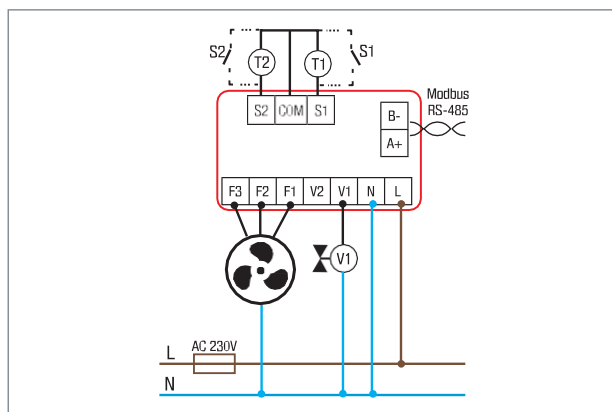 S2 T2 T1 S1
S2 COM S1
Modbus
RS-485
B-
A+
F3 F2 F1 V2 V1 N L
V1
L AC 230V
N